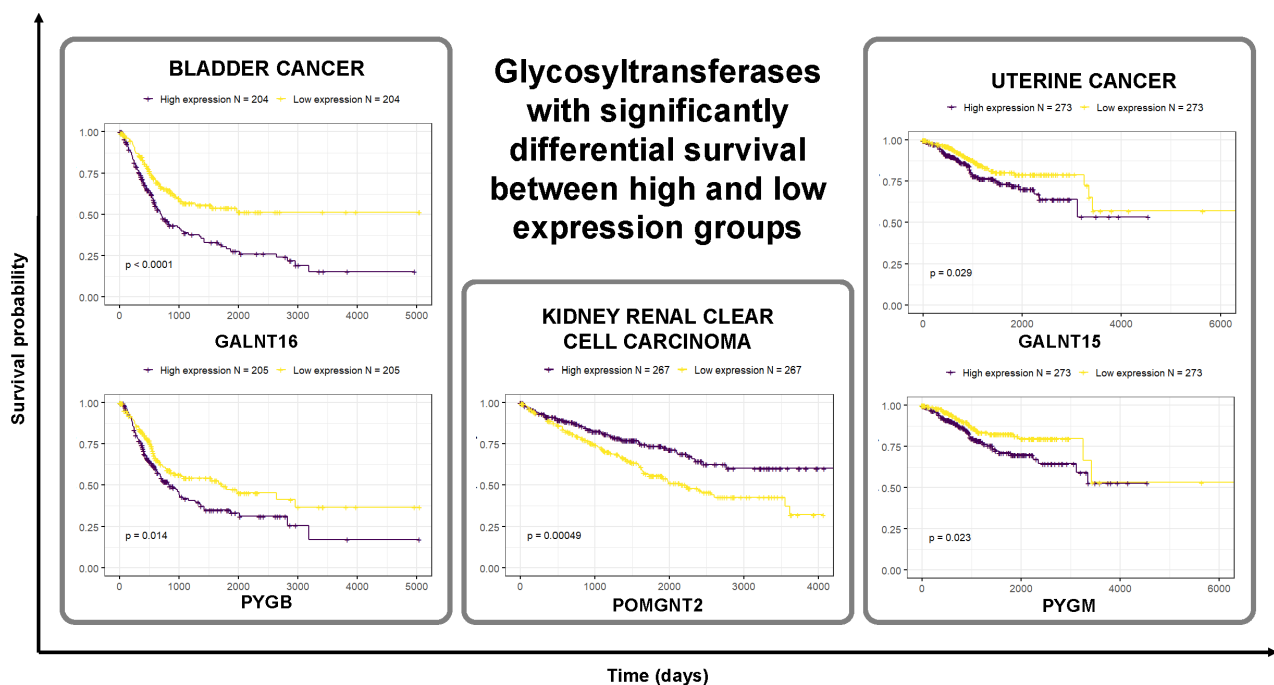 Survival probability
BLADDER CANCER
High expression N = 204 Low expression N = 204
1.00
0.75
0.50
0.25
0.00
p < 0.0001
0 1000 2000 3000 4000 5000
GALNT16
High expression N = 205 Low expression N = 205
1.00
0.75
0.50
0.25
0.00
p = 0.014
0 1000 2000 3000 4000 5000
PYGB
Glycosyltransferases
with significantly
differential survival
between high and low
expression groups
KIDNEY RENAL CLEAR
CELL CARCINOMA
High expression N = 267 Low expression N = 267
1.00
0.75
0.50
0.25
0.00
p = 0.00049
0 1000 2000 3000 4000
POMGNT2
UTERINE CANCER
High expression N = 273 Low expression N = 273
1.00
0.75
0.50
0.25
0.00
p = 0.029
0 2000 4000 6000
GALNT15
High expression N = 273 Low expression N = 273
1.00
0.75
0.50
0.25
0.00
p = 0.023
0 2000 4000 6000
PYGM
Time (days)